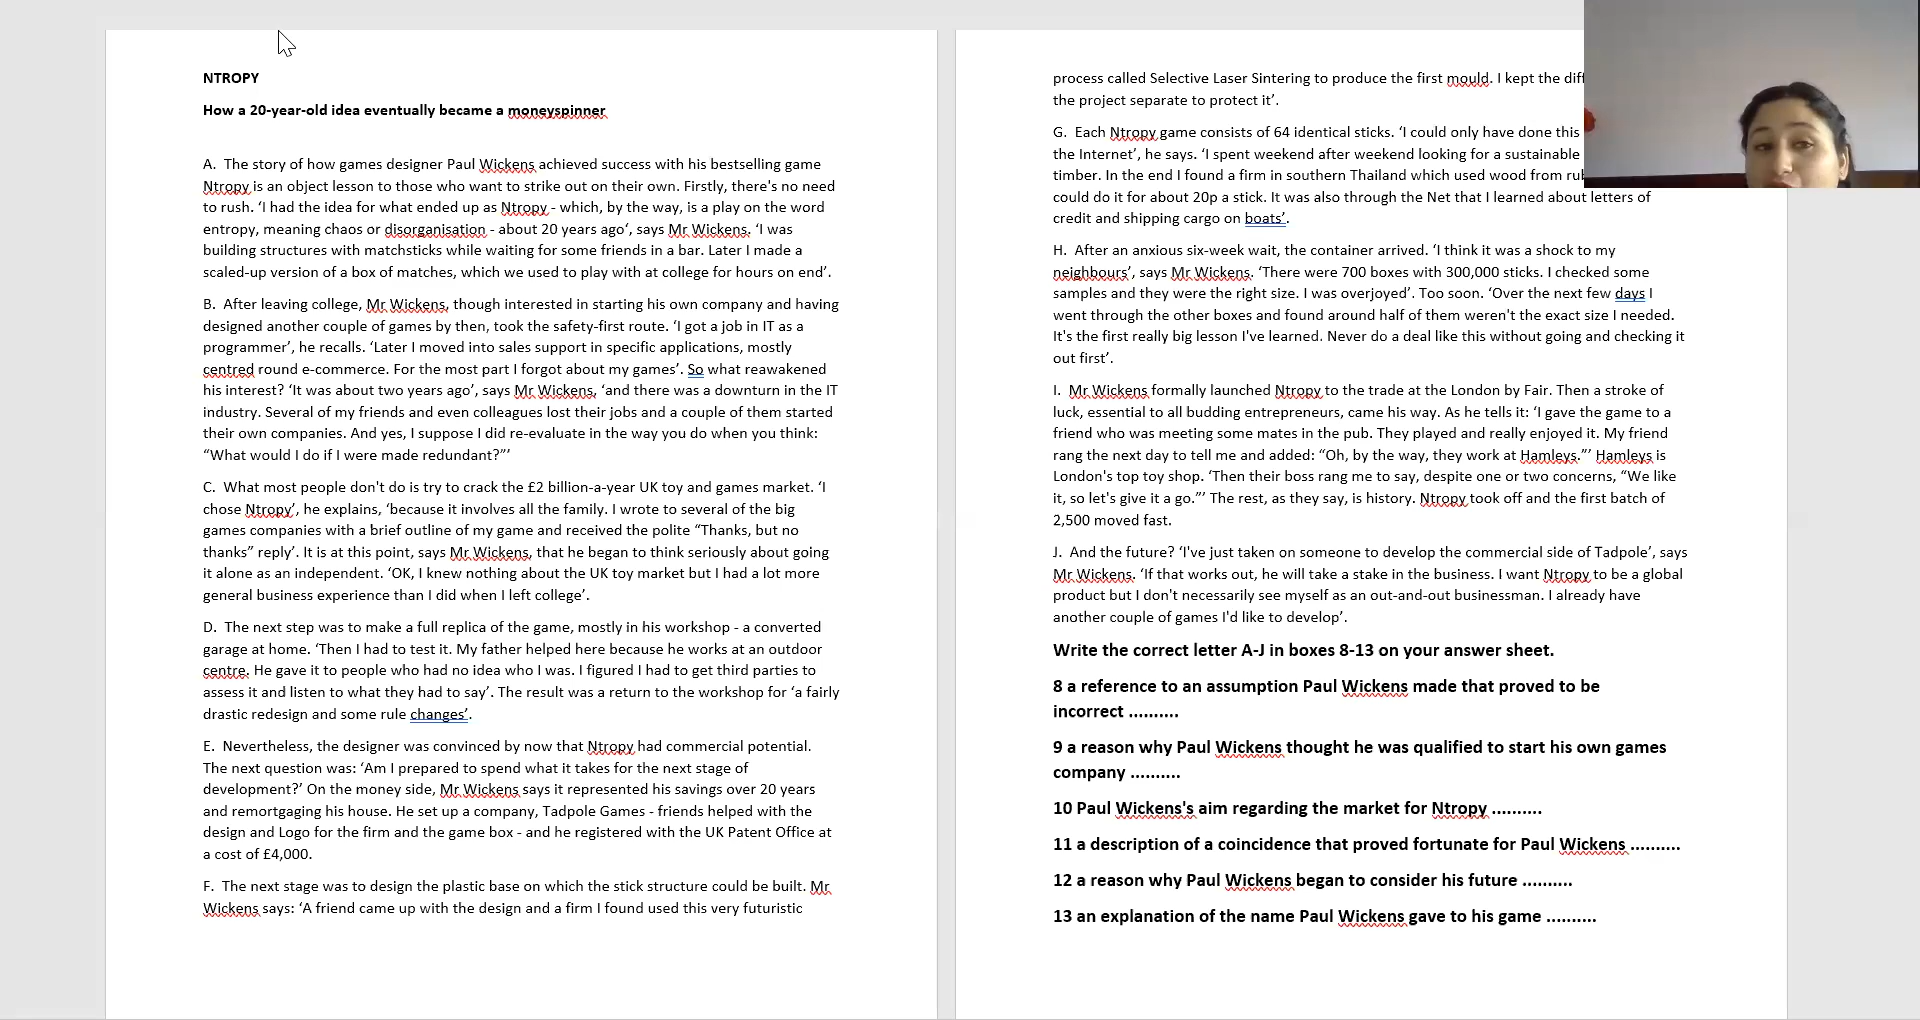 NTROPY
How a 20-year-old idea eventually became a moneyspinner
A. The story of how games designer Paul Wickens achieved success with his bestselling game
Ntropy is an object lesson to those who want to strike out on their own. Firstly, there's no need
to rush. ‘I had the idea for what ended up as Ntropy - which, by the way, is a play on the word
entropy, meaning chaos or disorganisation - about 20 years ago‘, says Mr Wickens. ‘I was
building structures with matchsticks while waiting for some friends in a bar. Later I made a
scaled-up version of a box of matches, which we used to play with at college for hours on end’.
B. After leaving college, Mr Wickens, though interested in starting his own company and having
designed another couple of games by then, took the safety-first route. ‘I got a job in IT as a
programmer’, he recalls. ‘Later I moved into sales support in specific applications, mostly
centred round e-commerce. For the most part I forgot about my games’. So what reawakened
his interest? ‘It was about two years ago’, says Mr Wickens, ‘and there was a downturn in the IT
industry. Several of my friends and even colleagues lost their jobs and a couple of them started
their own companies. And yes, I suppose I did re-evaluate in the way you do when you think:
“What would I do if I were made redundant?”’
C. What most people don't do is try to crack the £2 billion-a-year UK toy and games market. ‘I
chose Ntropy’, he explains, ‘because it involves all the family. I wrote to several of the big
games companies with a brief outline of my game and received the polite “Thanks, but no
thanks” reply’. It is at this point, says Mr Wickens, that he began to think seriously about going
it alone as an independent. ‘OK, I knew nothing about the UK toy market but I had a lot more
general business experience than I did when I left college’.
D. The next step was to make a full replica of the game, mostly in his workshop - a converted
garage at home. ‘Then I had to test it. My father helped here because he works at an outdoor
centre. He gave it to people who had no idea who I was. I figured I had to get third parties to
assess it and listen to what they had to say’. The result was a return to the workshop for ‘a fairly
drastic redesign and some rule changes’.
E. Nevertheless, the designer was convinced by now that Ntropy had commercial potential.
The next question was: ‘Am I prepared to spend what it takes for the next stage of
development?’ On the money side, Mr Wickens says it represented his savings over 20 years
and remortgaging his house. He set up a company, Tadpole Games - friends helped with the
design and Logo for the firm and the game box - and he registered with the UK Patent Office at
a cost of £4,000.
F. The next stage was to design the plastic base on which the stick structure could be built. Mr
Wickens says: ‘A friend came up with the design and a firm I found used this very futuristic
process called Selective Laser Sintering to produce the first mould. I kept the
the project separate to protect it’.
G. Each Ntropy game consists of 64 identical sticks. ‘I could only have done this
the Internet’, he says. ‘I spent weekend after weekend looking for a sustainable
timber. In the end I found a firm in southern Thailand which used wood from
could do it for about 20p a stick. It was also through the Net that I learned about letters of
credit and shipping cargo on boats’.
H. After an anxious six-week wait, the container arrived. ‘I think it was a shock to my
neighbours’, says Mr Wickens. ‘There were 700 boxes with 300,000 sticks. I checked some
samples and they were the right size. I was overjoyed’. Too soon. ‘Over the next few days I
went through the other boxes and found around half of them weren't the exact size I needed.
It's the first really big lesson I've learned. Never do a deal like this without going and checking it
out first’.
I. Mr Wickens formally launched Ntropy to the trade at the London by Fair. Then a stroke of
luck, essential to all budding entrepreneurs, came his way. As he tells it: ‘I gave the game to a
friend who was meeting some mates in the pub. They played and really enjoyed it. My friend
rang the next day to tell me and added: “Oh, by the way, they work at Hamleys.”’ Hamleys is
London's top toy shop. ‘Then their boss rang me to say, despite one or two concerns, “We like
it, so let's give it a go.”’ The rest, as they say, is history. Ntropy took off and the first batch of
2,500 moved fast.
J. And the future? ‘I've just taken on someone to develop the commercial side of Tadpole’, says
Mr Wickens. ‘If that works out, he will take a stake in the business. I want Ntropy to be a global
product but I don't necessarily see myself as an out-and-out businessman. I already have
another couple of games I'd like to develop’.
Write the correct letter A-J in boxes 8-13 on your answer sheet.
8 a reference to an assumption Paul Wickens made that proved to be
incorrect ..........
9 a reason why Paul Wickens thought he was qualified to start his own games
company ..........
10 Paul Wickens's aim regarding the market for Ntropy ..........
11 a description of a coincidence that proved fortunate for Paul Wickens ..........
12 a reason why Paul Wickens began to consider his future ..........
13 an explanation of the name Paul Wickens gave to his game ..........